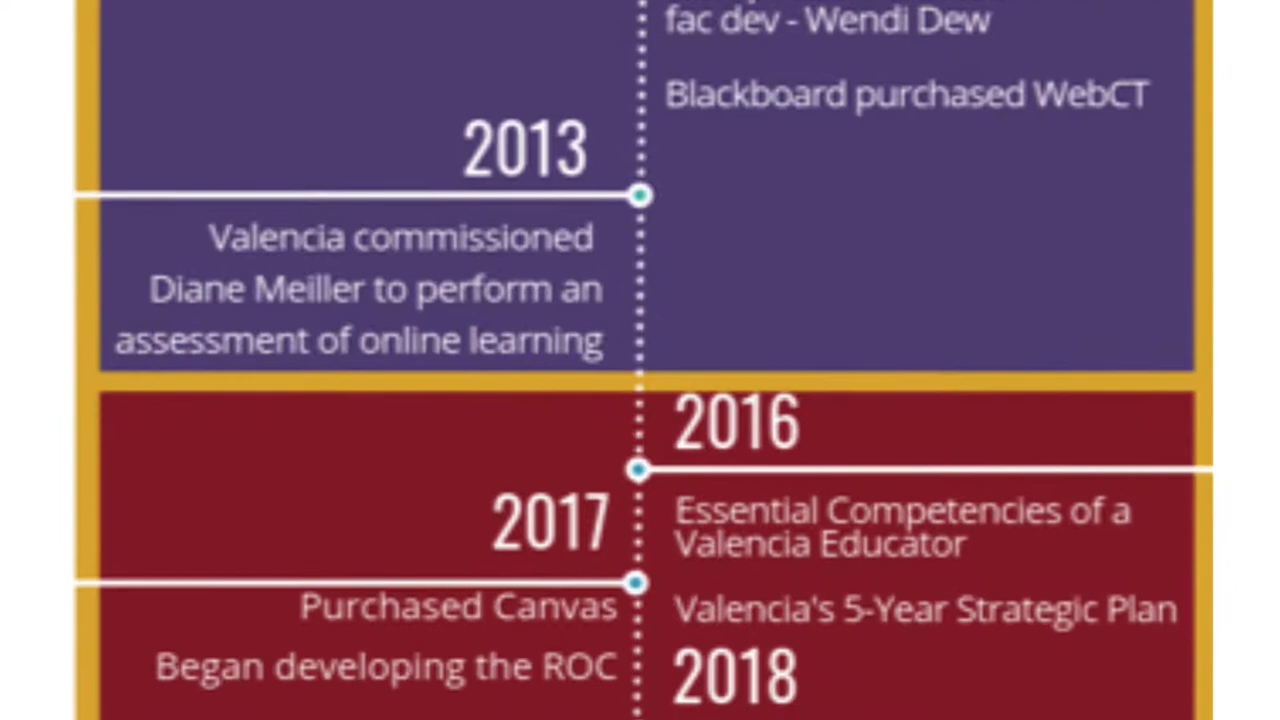 fac dev - Wendi Dew
Blackboard purchased WebCT
2013
Valencia commissioned
Diane Meiller to perform an
assessment of online learning
2016
Essential Competencies of a
Valencia Educator
Valencia's 5-Year Strategic Plan
2017
Purchased Canvas
Began developing the ROC
2018